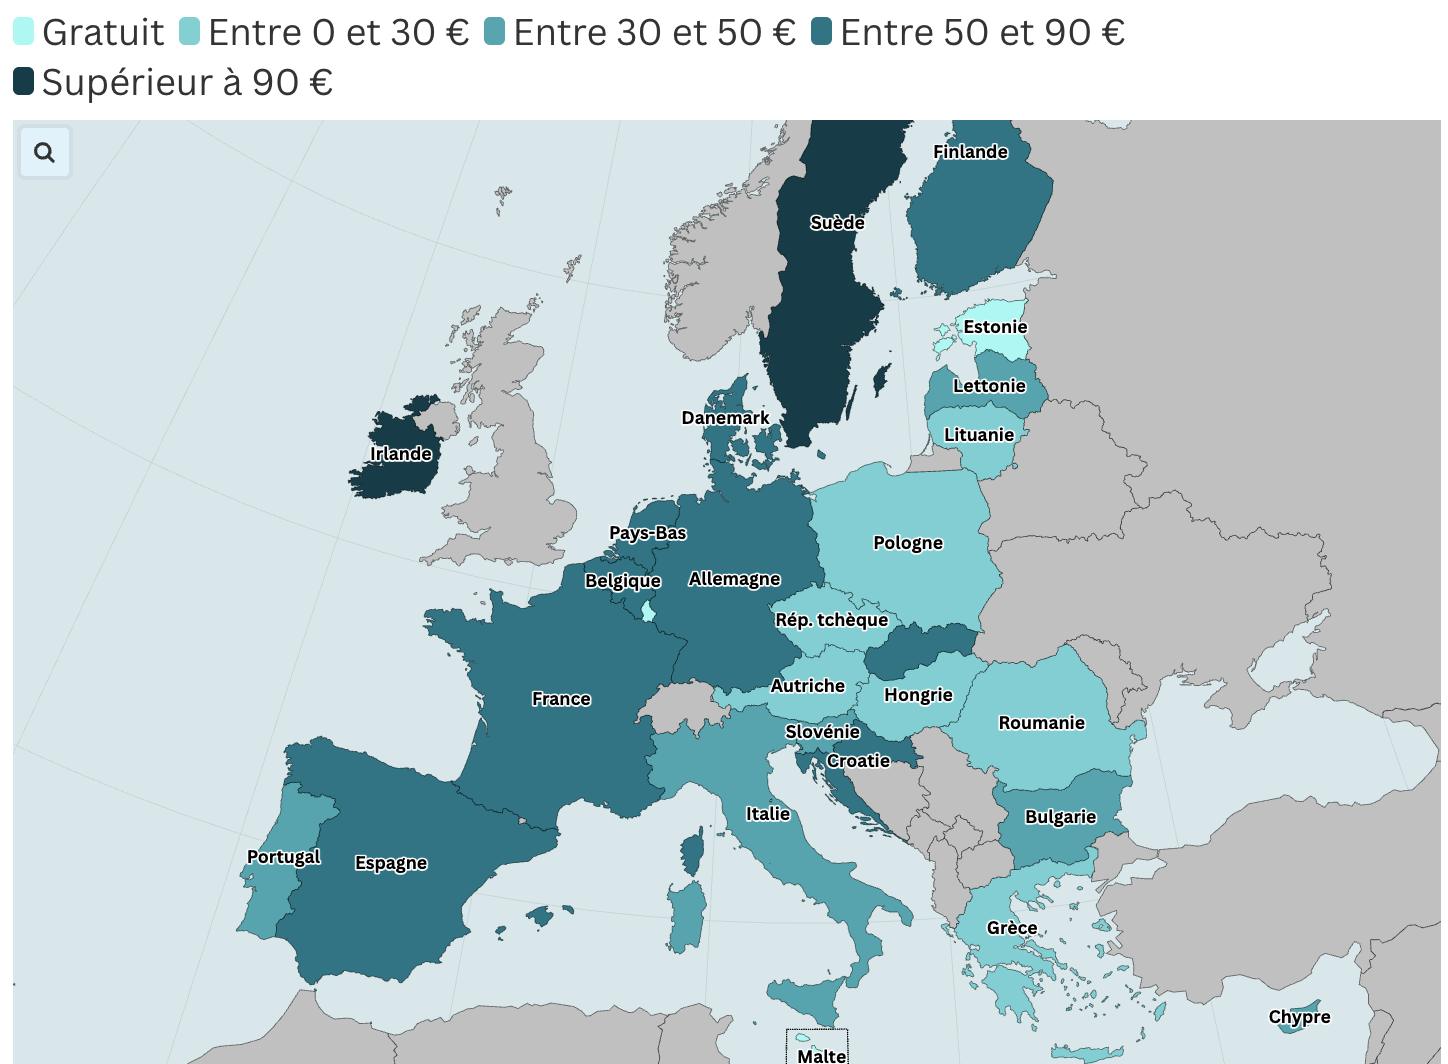 Gratuit Entre 0 et 30 € Entre 30 et 50 € Entre 50 et 90 €
Supérieur à 90 €
Finlande
Suède
Estonie
Lettonie
Danemark
Lituanie
Irlande
Pays-Bas
Pologne
Belgique
Allemagne
Rép. tchèque
Autriche
Hongrie
France
Roumanie
Slovénie
Croatie
Italie
Bulgarie
Portugal
Espagne
Grèce
Chypre
Malte